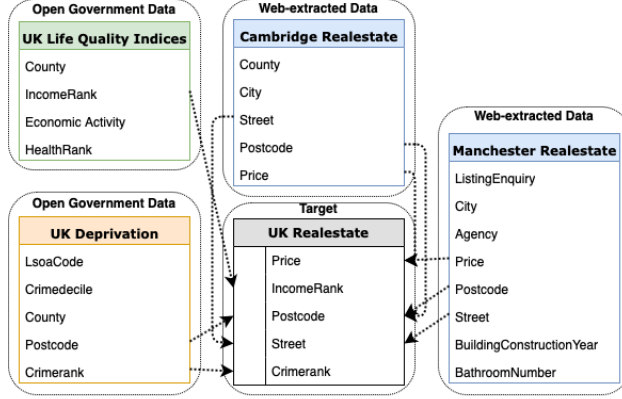 Open Government Data
UK Life Quality Indices
County
IncomeRank
Economic Activity
HealthRank
Web-extracted Data
Cambridge Realestate
County
City
Street
Postcode
Price
Web-extracted Data
Manchester Realestate
ListingEnquiry
City
Agency
Price
Postcode
Street
BuildingConstructionYear
BathroomNumber
Open Government Data
UK Deprivation
LsoaCode
Crimedecile
County
Postcode
Crimerank
Target
UK Realestate
Price
IncomeRank
Postcode
Street
Crimerank